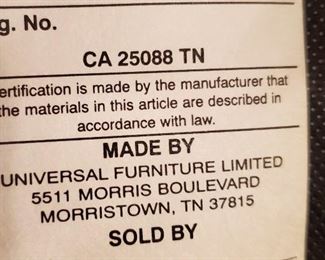 g. No.
CA 25088 TN
ertification is made by the manufacturer that
the materials in this article are described in
accordance with law.
MADE BY
UNIVERSAL FURNITURE LIMITED
5511 MORRIS BOULEVARD
MORRISTOWN, TN 37815
SOLD BY